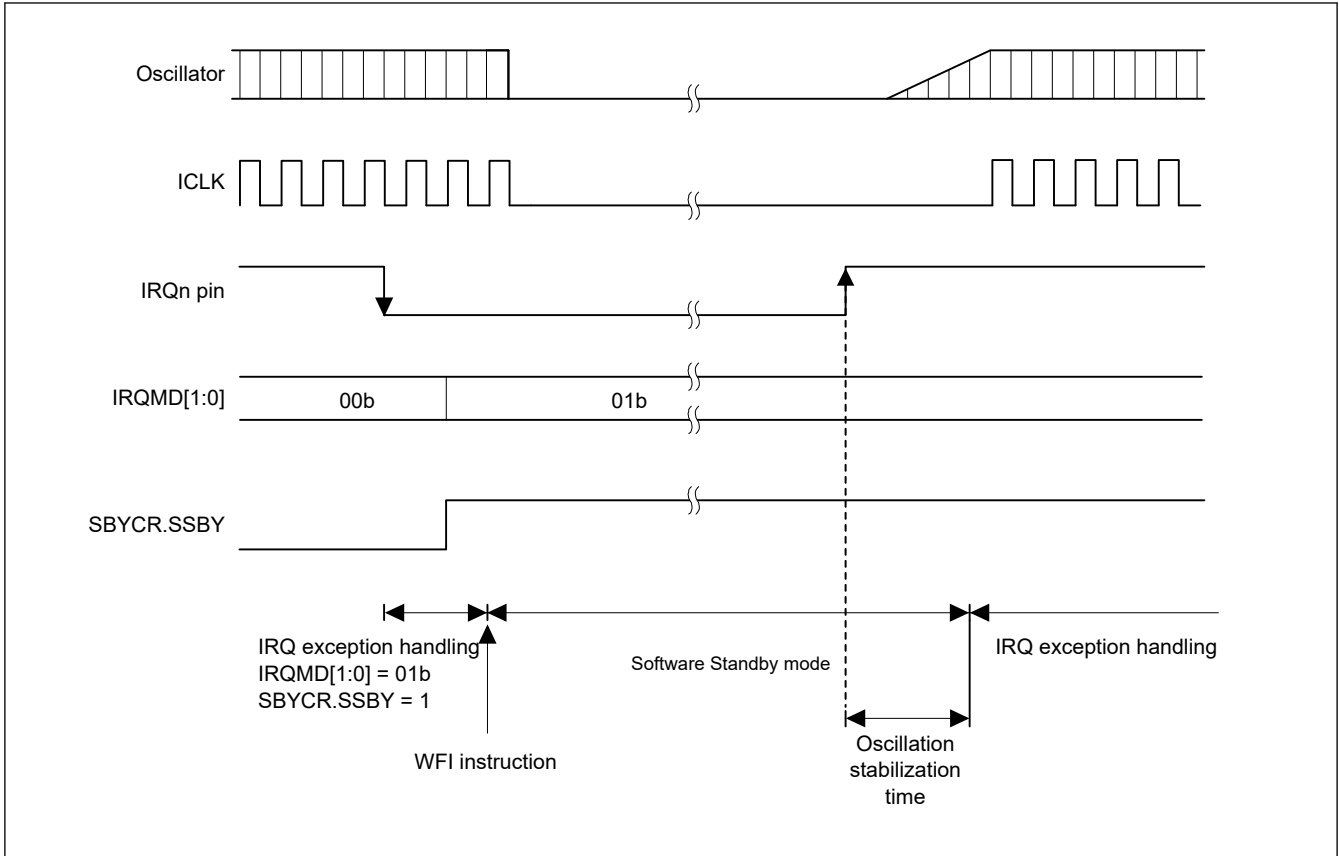 Oscillator
ICLK
IRQn pin
IRQMD[1:0]
00b
01b
SBYCR.SSBY
IRQ exception handling
IRQMD[1:0] = 01b
SBYCR.SSBY = 1
WFI instruction
Software Standby mode
Oscillation
stabilization
time
IRQ exception handling